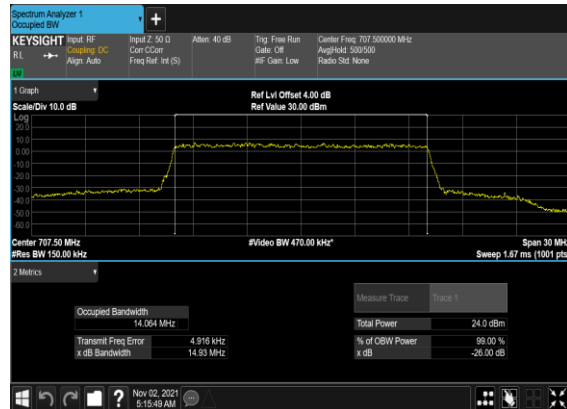 Spectrum Analyzer 1
Occupied BW
+
KEYSIGHT Input: RF Input Z: 50 Ω Atten: 40 dB Trig: Free Run Center Freq: 707.500000 MHz
RL Coupling: DC Corr CCorr Gate: Off Avg|Hold: 500/500
Align: Auto Freq Ref: Int (S) #IF Gain: Low Radio Std: None
1 Graph
Ref Lvl Offset 4.00 dB
Scale/Div 10.0 dB Ref Value 30.00 dBm
Log
20.0
10.0
0.00
-10.0
-20.0
-30.0
-40.0
-50.0
-60.0
Center 707.50 MHz #Video BW 470.00 kHz* Span 30 MHz
#Res BW 150.00 kHz Sweep 1.67 ms (1001 pts
2 Metrics
Measure Trace Trace 1
Occupied Bandwidth
14.064 MHz
Total Power 24.0 dBm
Transmit Freq Error 4.916 kHz % of OBW Power 99.00 %
x dB Bandwidth 14.93 MHz x dB -26.00 dB
? Nov 02, 2021
5:15:49 AM